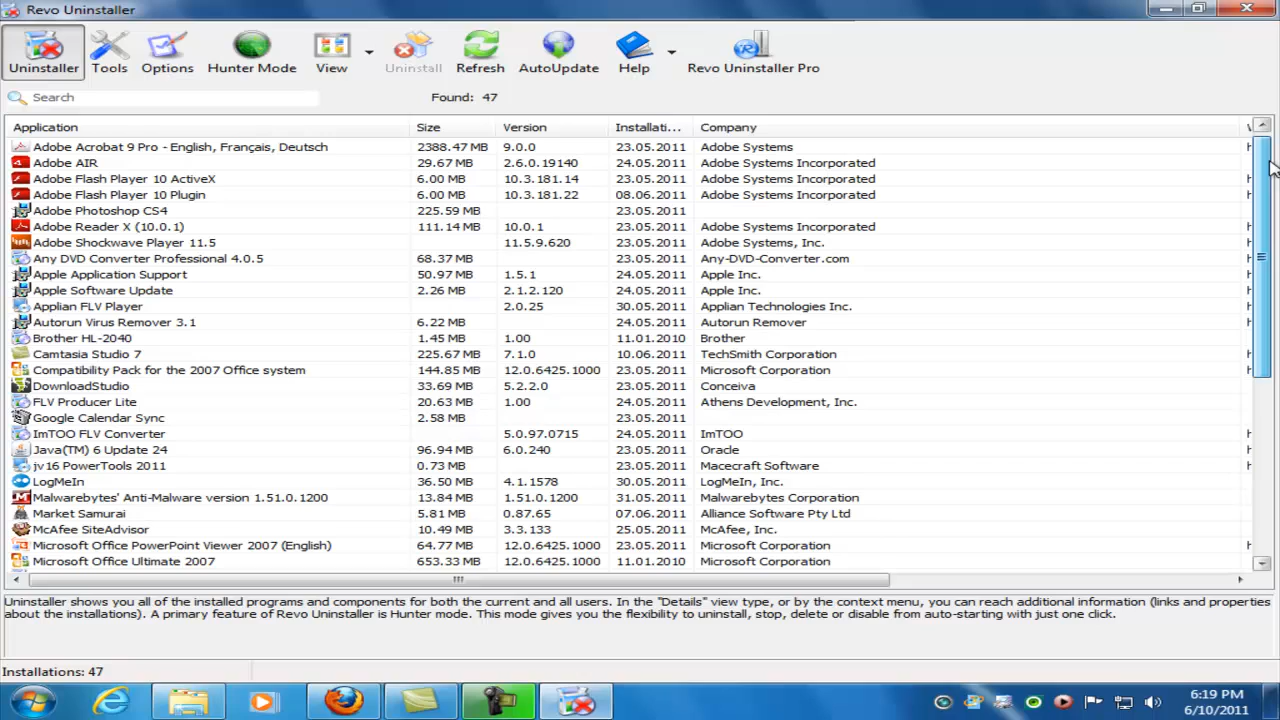 Revo Uninstaller
Uninstaller Tools Options Hunter Mode View Uninstall Refresh AutoUpdate Help Revo Uninstaller Pro
Search Found: 47
Application Size Version Installati... Company
Adobe Acrobat 9 Pro - English, Français, Deutsch 2388.47 MB 9.0.0 23.05.2011 Adobe Systems
Adobe AIR 29.67 MB 2.6.0.19140 24.05.2011 Adobe Systems Incorporated
Adobe Flash Player 10 ActiveX 6.00 MB 10.3.181.14 23.05.2011 Adobe Systems Incorporated
Adobe Flash Player 10 Plugin 6.00 MB 10.3.181.22 08.06.2011 Adobe Systems Incorporated
Adobe Photoshop CS4 225.59 MB 23.05.2011
Adobe Reader X (10.0.1) 111.14 MB 10.0.1 23.05.2011 Adobe Systems Incorporated
Adobe Shockwave Player 11.5 11.5.9.620 23.05.2011 Adobe Systems, Inc.
Any DVD Converter Professional 4.0.5 68.37 MB 23.05.2011 Any-DVD-Converter.com
Apple Application Support 50.97 MB 1.5.1 24.05.2011 Apple Inc.
Apple Software Update 2.26 MB 2.1.2.120 24.05.2011 Apple Inc.
Applian FLV Player 2.0.25 30.05.2011 Applian Technologies Inc.
Autorun Virus Remover 3.1 6.22 MB 24.05.2011 Autorun Remover
Brother HL-2040 1.45 MB 1.00 11.01.2010 Brother
Camtasia Studio 7 225.67 MB 7.1.0 10.06.2011 TechSmith Corporation
Compatibility Pack for the 2007 Office system 144.85 MB 12.0.6425.1000 23.05.2011 Microsoft Corporation
DownloadStudio 33.69 MB 5.2.2.0 23.05.2011 Conceiva
FLV Producer Lite 20.63 MB 1.00 24.05.2011 Athens Development, Inc.
Google Calendar Sync 2.58 MB 23.05.2011
ImTOO FLV Converter 5.0.97.0715 24.05.2011 ImTOO
Java(TM) 6 Update 24 96.94 MB 6.0.240 23.05.2011 Oracle
jv16 PowerTools 2011 0.73 MB 23.05.2011 Macecraft Software
LogMeIn 36.50 MB 4.1.1578 30.05.2011 LogMeIn, Inc.
Malwarebytes' Anti-Malware version 1.51.0.1200 13.84 MB 1.51.0.1200 31.05.2011 Malwarebytes Corporation
Market Samurai 5.81 MB 0.87.65 07.06.2011 Alliance Software Pty Ltd
McAfee SiteAdvisor 10.49 MB 3.3.133 25.05.2011 McAfee, Inc.
Microsoft Office PowerPoint Viewer 2007 (English) 64.77 MB 12.0.6425.1000 23.05.2011 Microsoft Corporation
Microsoft Office Ultimate 2007 653.33 MB 12.0.6425.1000 11.01.2010 Microsoft Corporation
Uninstaller shows you all of the installed programs and components for both the current and all users. In the "Details" view type, or by the context menu, you can reach additional information (links and properties
about the installations). A primary feature of Revo Uninstaller is Hunter mode. This mode gives you the flexibility to uninstall, stop, delete or disable from auto-starting with just one click.
Installations: 47
6:19 PM
6/10/2011